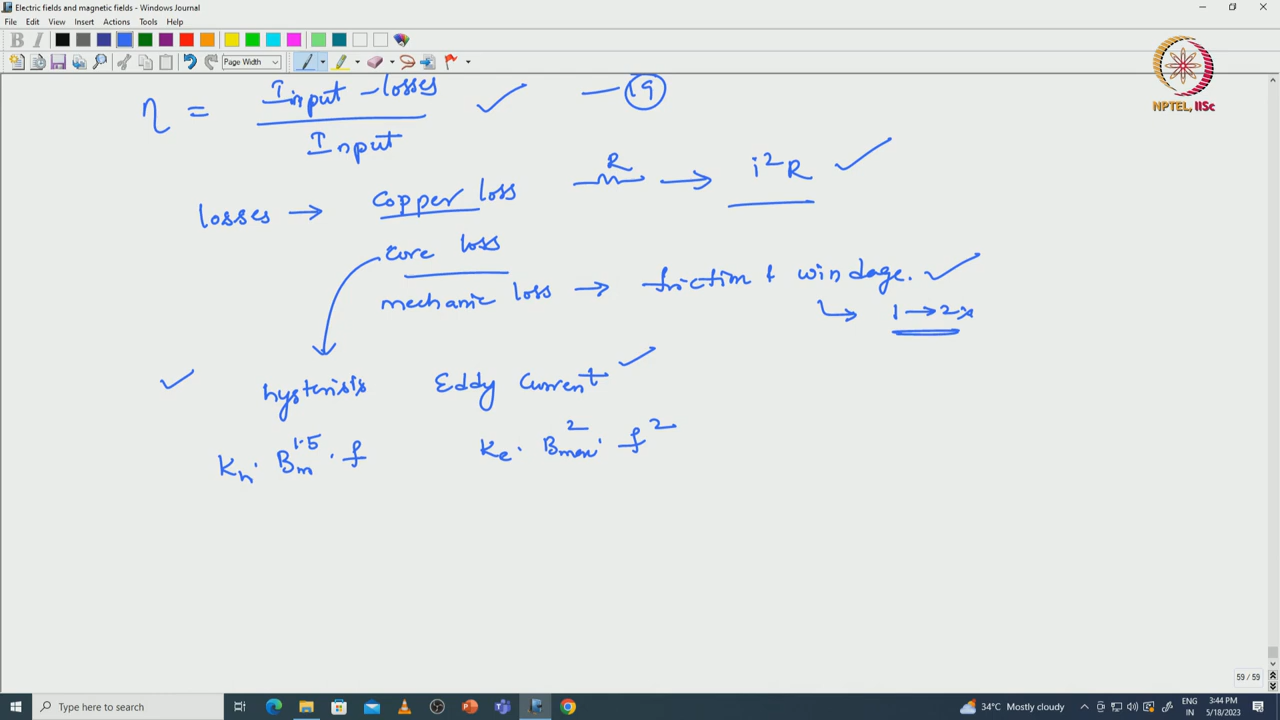 Electric fields and magnetic fields - Windows Journal
File Edit View Insert Actions Tools Help
B I
Page Width
NPTEL, IISc
η = Input - losses / Input — (19)
losses → copper loss R → i²R
core loss
mechanic loss → friction & windage.
↳ 1 → 2%
hysterisis Eddy current
Kh. Bm^1.5 . f Ke. Bmax^2 . f^2
59 / 59
Type here to search
34°C Mostly cloudy
ENG
IN
3:44 PM
5/18/2023